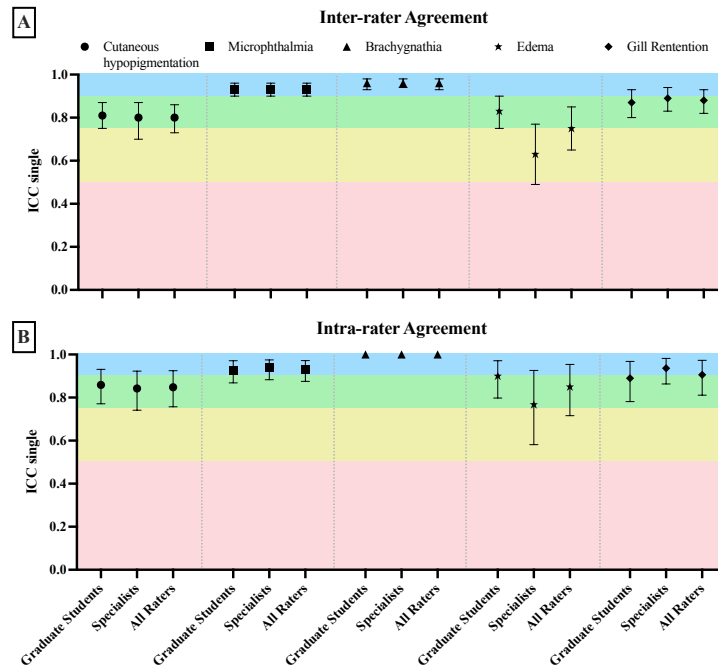 A
Inter-rater Agreement
Cutaneous
hypopigmentation
Microphthalmia
Brachygnathia
Edema
Gill Rentention
ICC single
1.0
0.8
0.6
0.4
0.2
0.0
B
Intra-rater Agreement
ICC single
1.0
0.8
0.6
0.4
0.2
0.0
Graduate Students
Specialists
All Raters
Graduate Students
Specialists
All Raters
Graduate Students
Specialists
All Raters
Graduate Students
Specialists
All Raters
Graduate Students
Specialists
All Raters